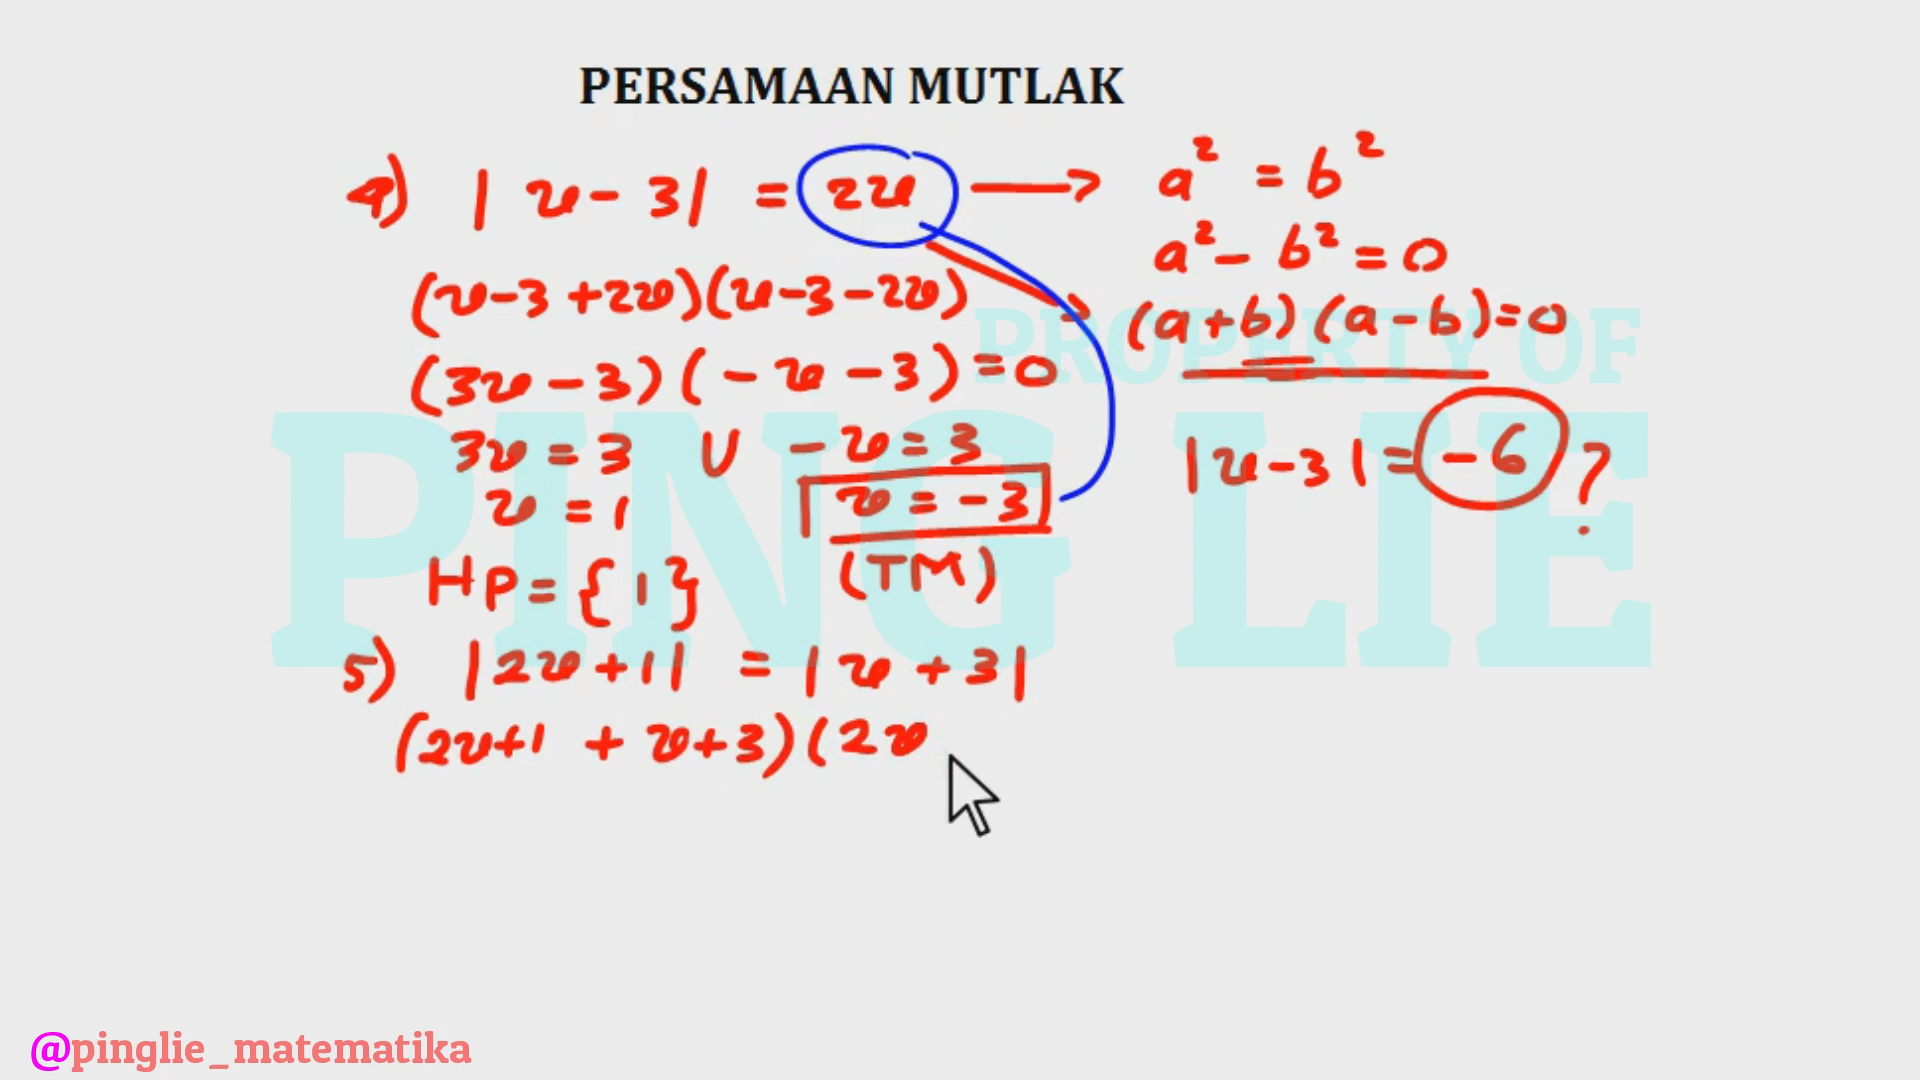 PERSAMAAN MUTLAK
4) |x - 3| = 2x → a² = b²
a² - b² = 0
(x-3 +2x)(x-3-2x) (a+b)(a-b)=0
PROPERTY OF
(3x-3)(-x-3)=0
3x = 3 U -x = 3 |x-3| = -6 ?
x = 1 x = -3
PING LIE
HP = {1} (TM)
5) |2x+1| = |x+3|
(2x+1 + x+3)(2x
@pinglie_matematika